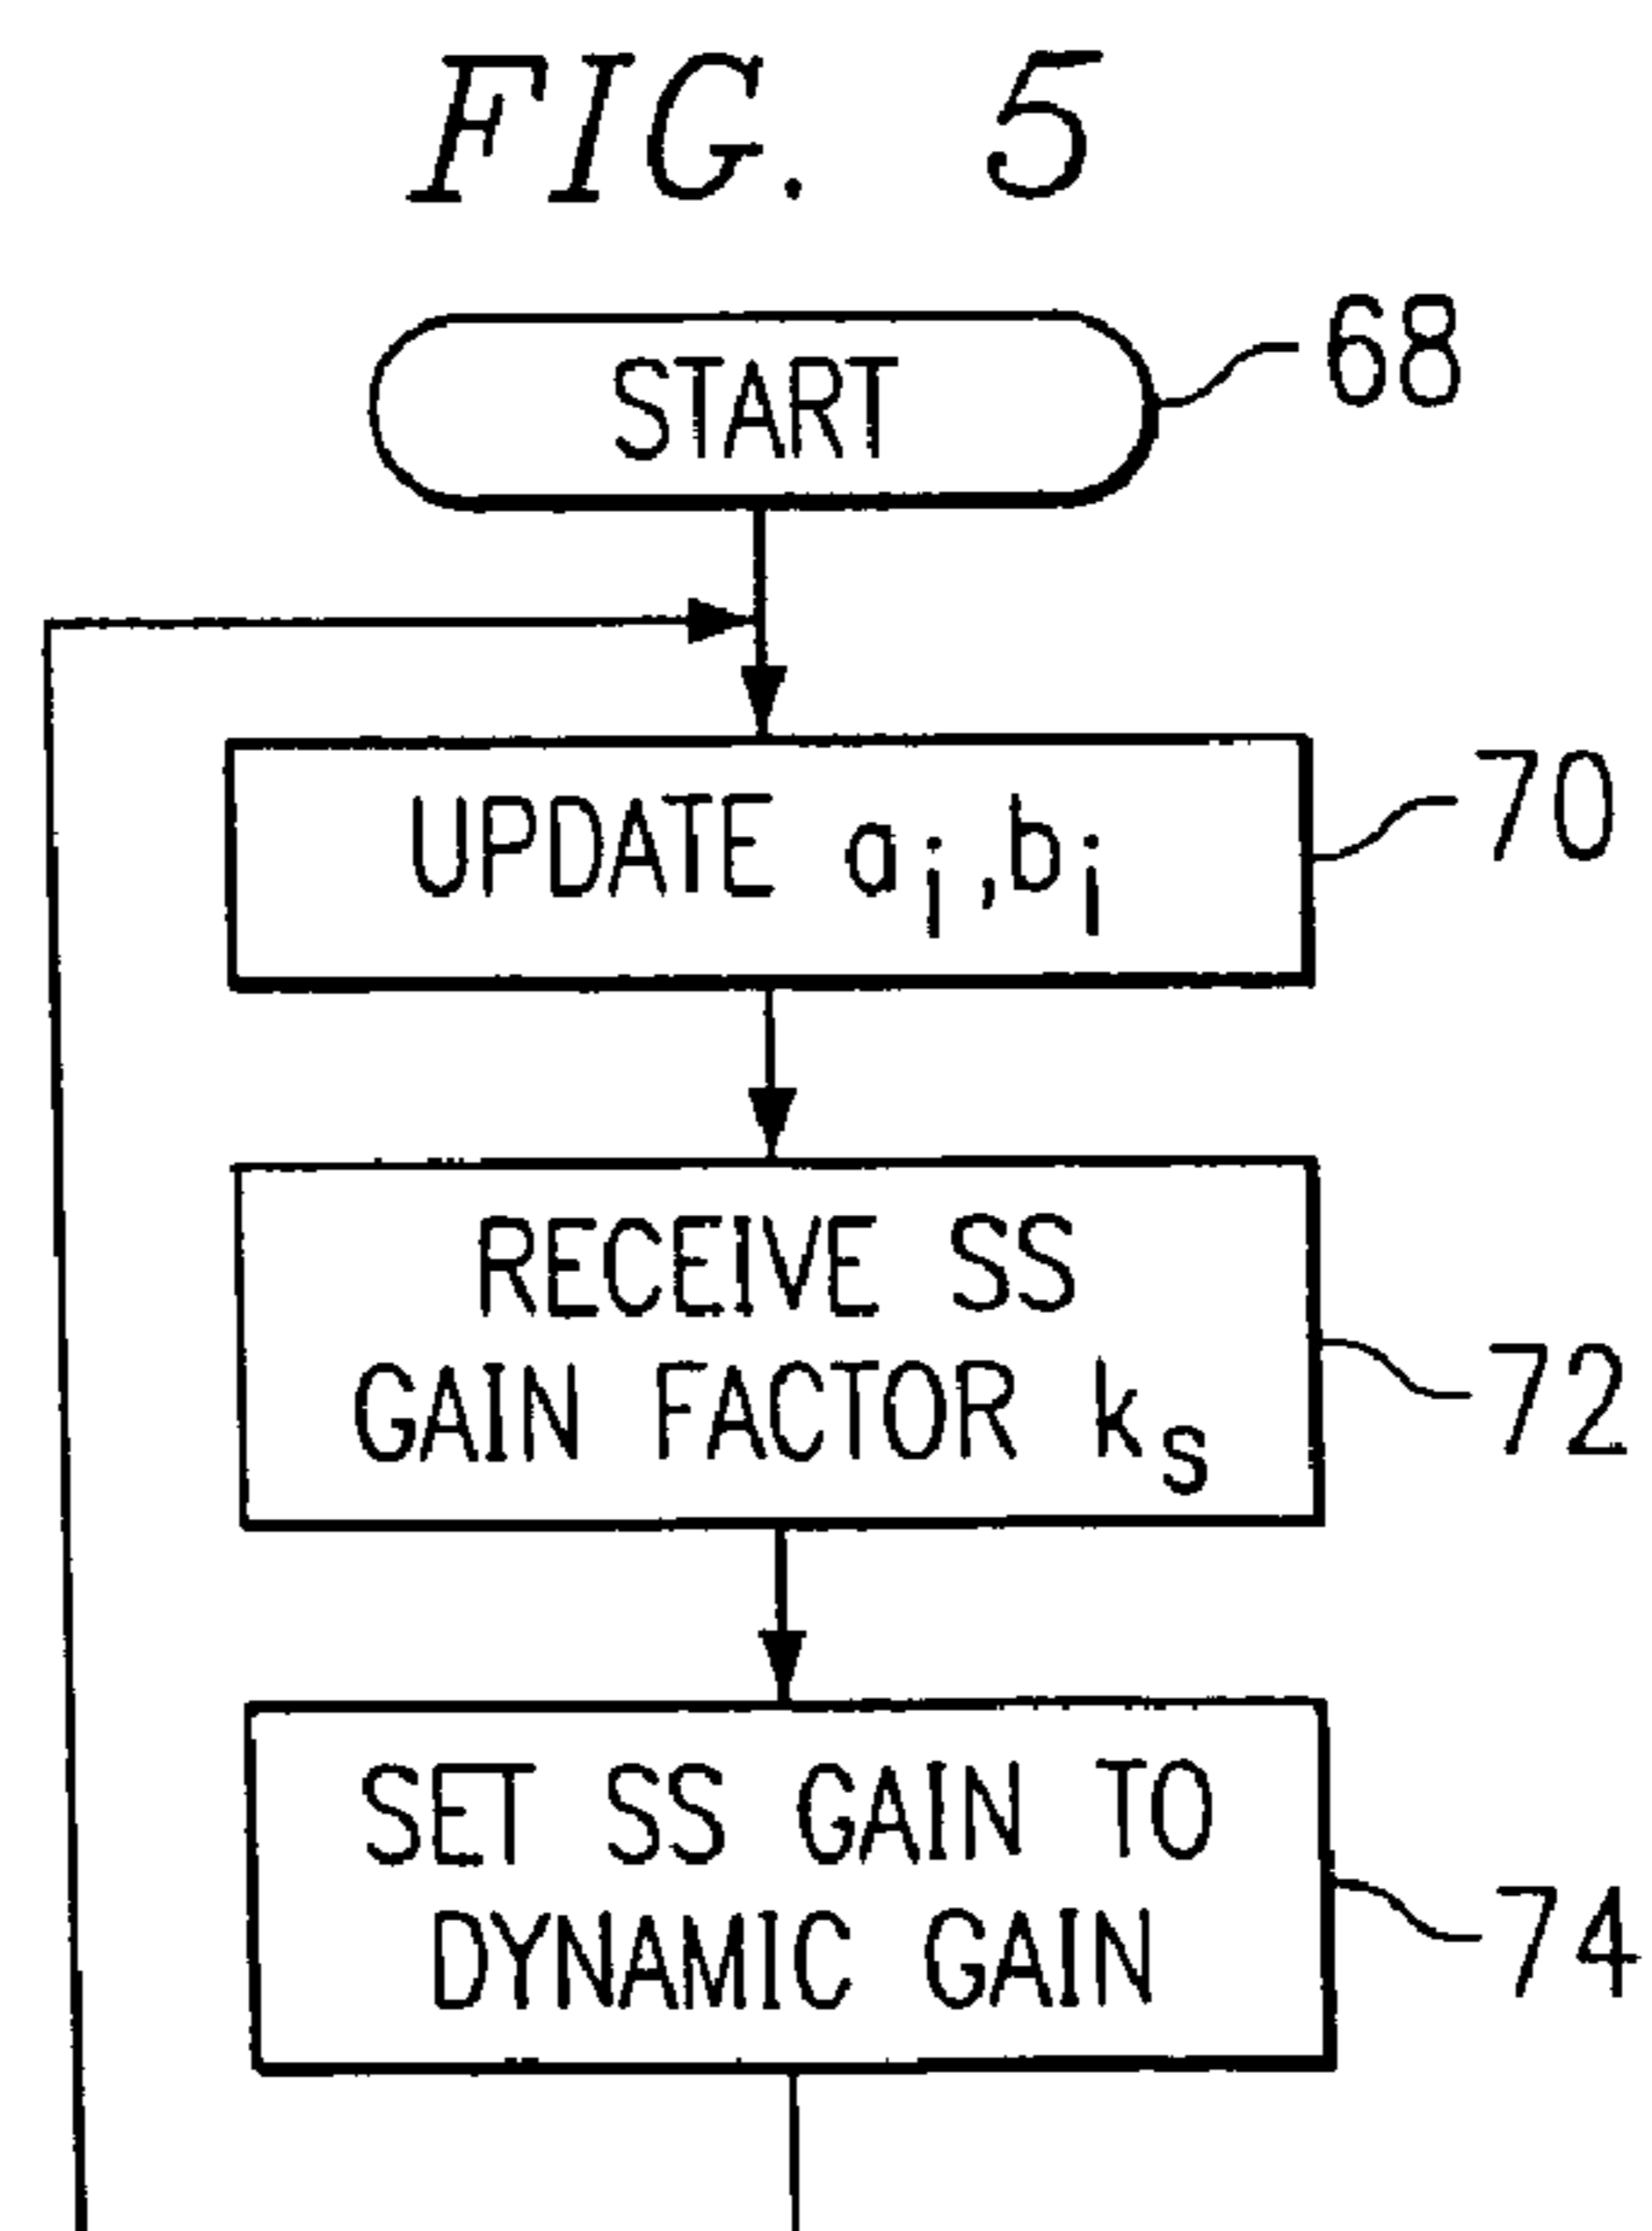 FIG. 5
START
68
UPDATE aᵢ,bᵢ
70
RECEIVE SS
GAIN FACTOR kₛ
72
SET SS GAIN TO
DYNAMIC GAIN
74